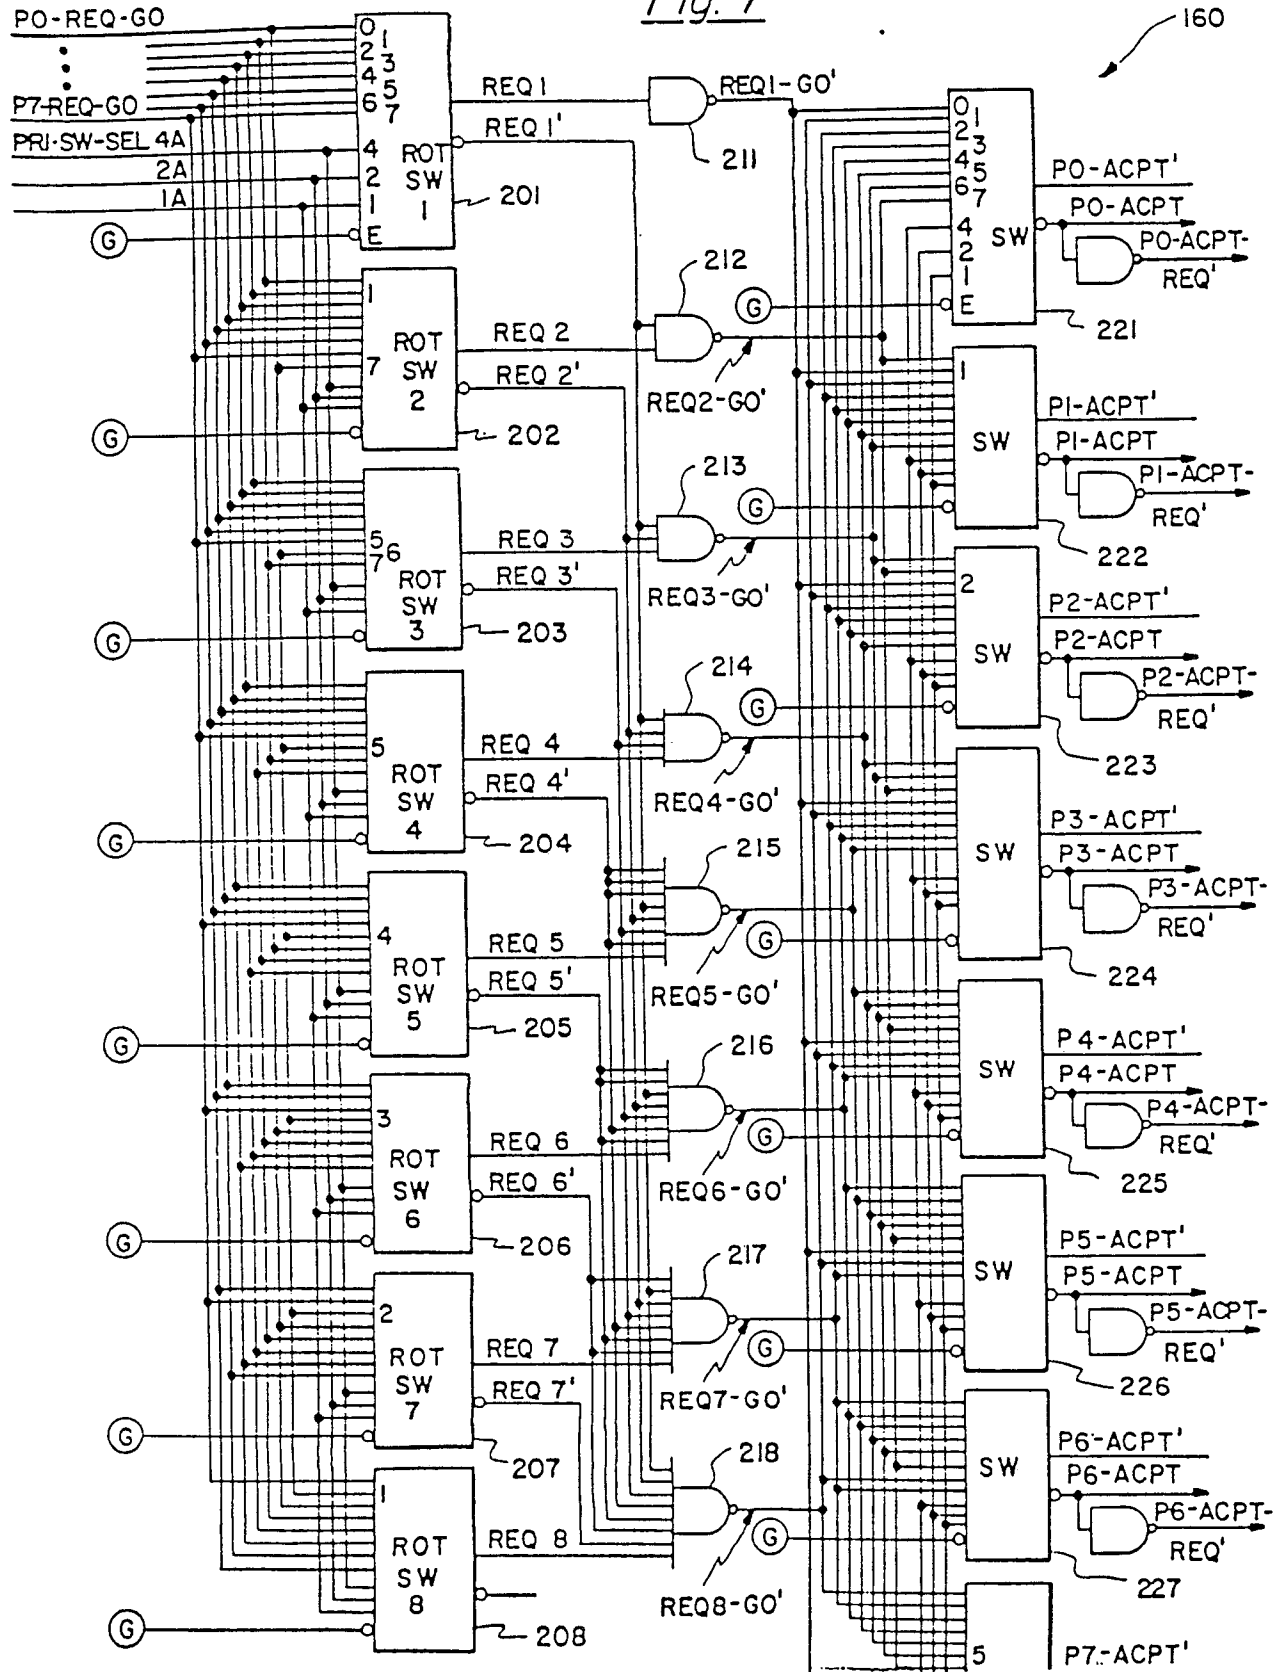 Fig. 7
160
P0-REQ-GO
P7-REQ-GO
PRI-SW-SEL 4A
2A
1A
G
0
1
2
3
4
5
6
7
4
2
1
E
ROT
SW
1
201
REQ 1
REQ 1'
211
REQ1-GO'
0
1
2
3
4
5
6
7
4
2
1
E
SW
221
P0-ACPT'
P0-ACPT
P0-ACPT-
REQ'
G
1
7
ROT
SW
2
202
REQ 2
REQ 2'
212
G
REQ2-GO'
1
SW
222
P1-ACPT'
P1-ACPT
P1-ACPT-
REQ'
G
5
6
7
ROT
SW
3
203
REQ 3
REQ 3'
213
G
REQ3-GO'
2
SW
223
P2-ACPT'
P2-ACPT
P2-ACPT-
REQ'
G
5
ROT
SW
4
204
REQ 4
REQ 4'
214
G
REQ4-GO'
SW
224
P3-ACPT'
P3-ACPT
P3-ACPT-
REQ'
G
4
ROT
SW
5
205
REQ 5
REQ 5'
215
G
REQ5-GO'
SW
225
P4-ACPT'
P4-ACPT
P4-ACPT-
REQ'
G
3
ROT
SW
6
206
REQ 6
REQ 6'
216
G
REQ6-GO'
SW
226
P5-ACPT'
P5-ACPT
P5-ACPT-
REQ'
G
2
ROT
SW
7
207
REQ 7
REQ 7'
217
G
REQ7-GO'
SW
227
P6-ACPT'
P6-ACPT
P6-ACPT-
REQ'
G
1
ROT
SW
8
208
REQ 8
218
G
REQ8-GO'
5
P7-ACPT'